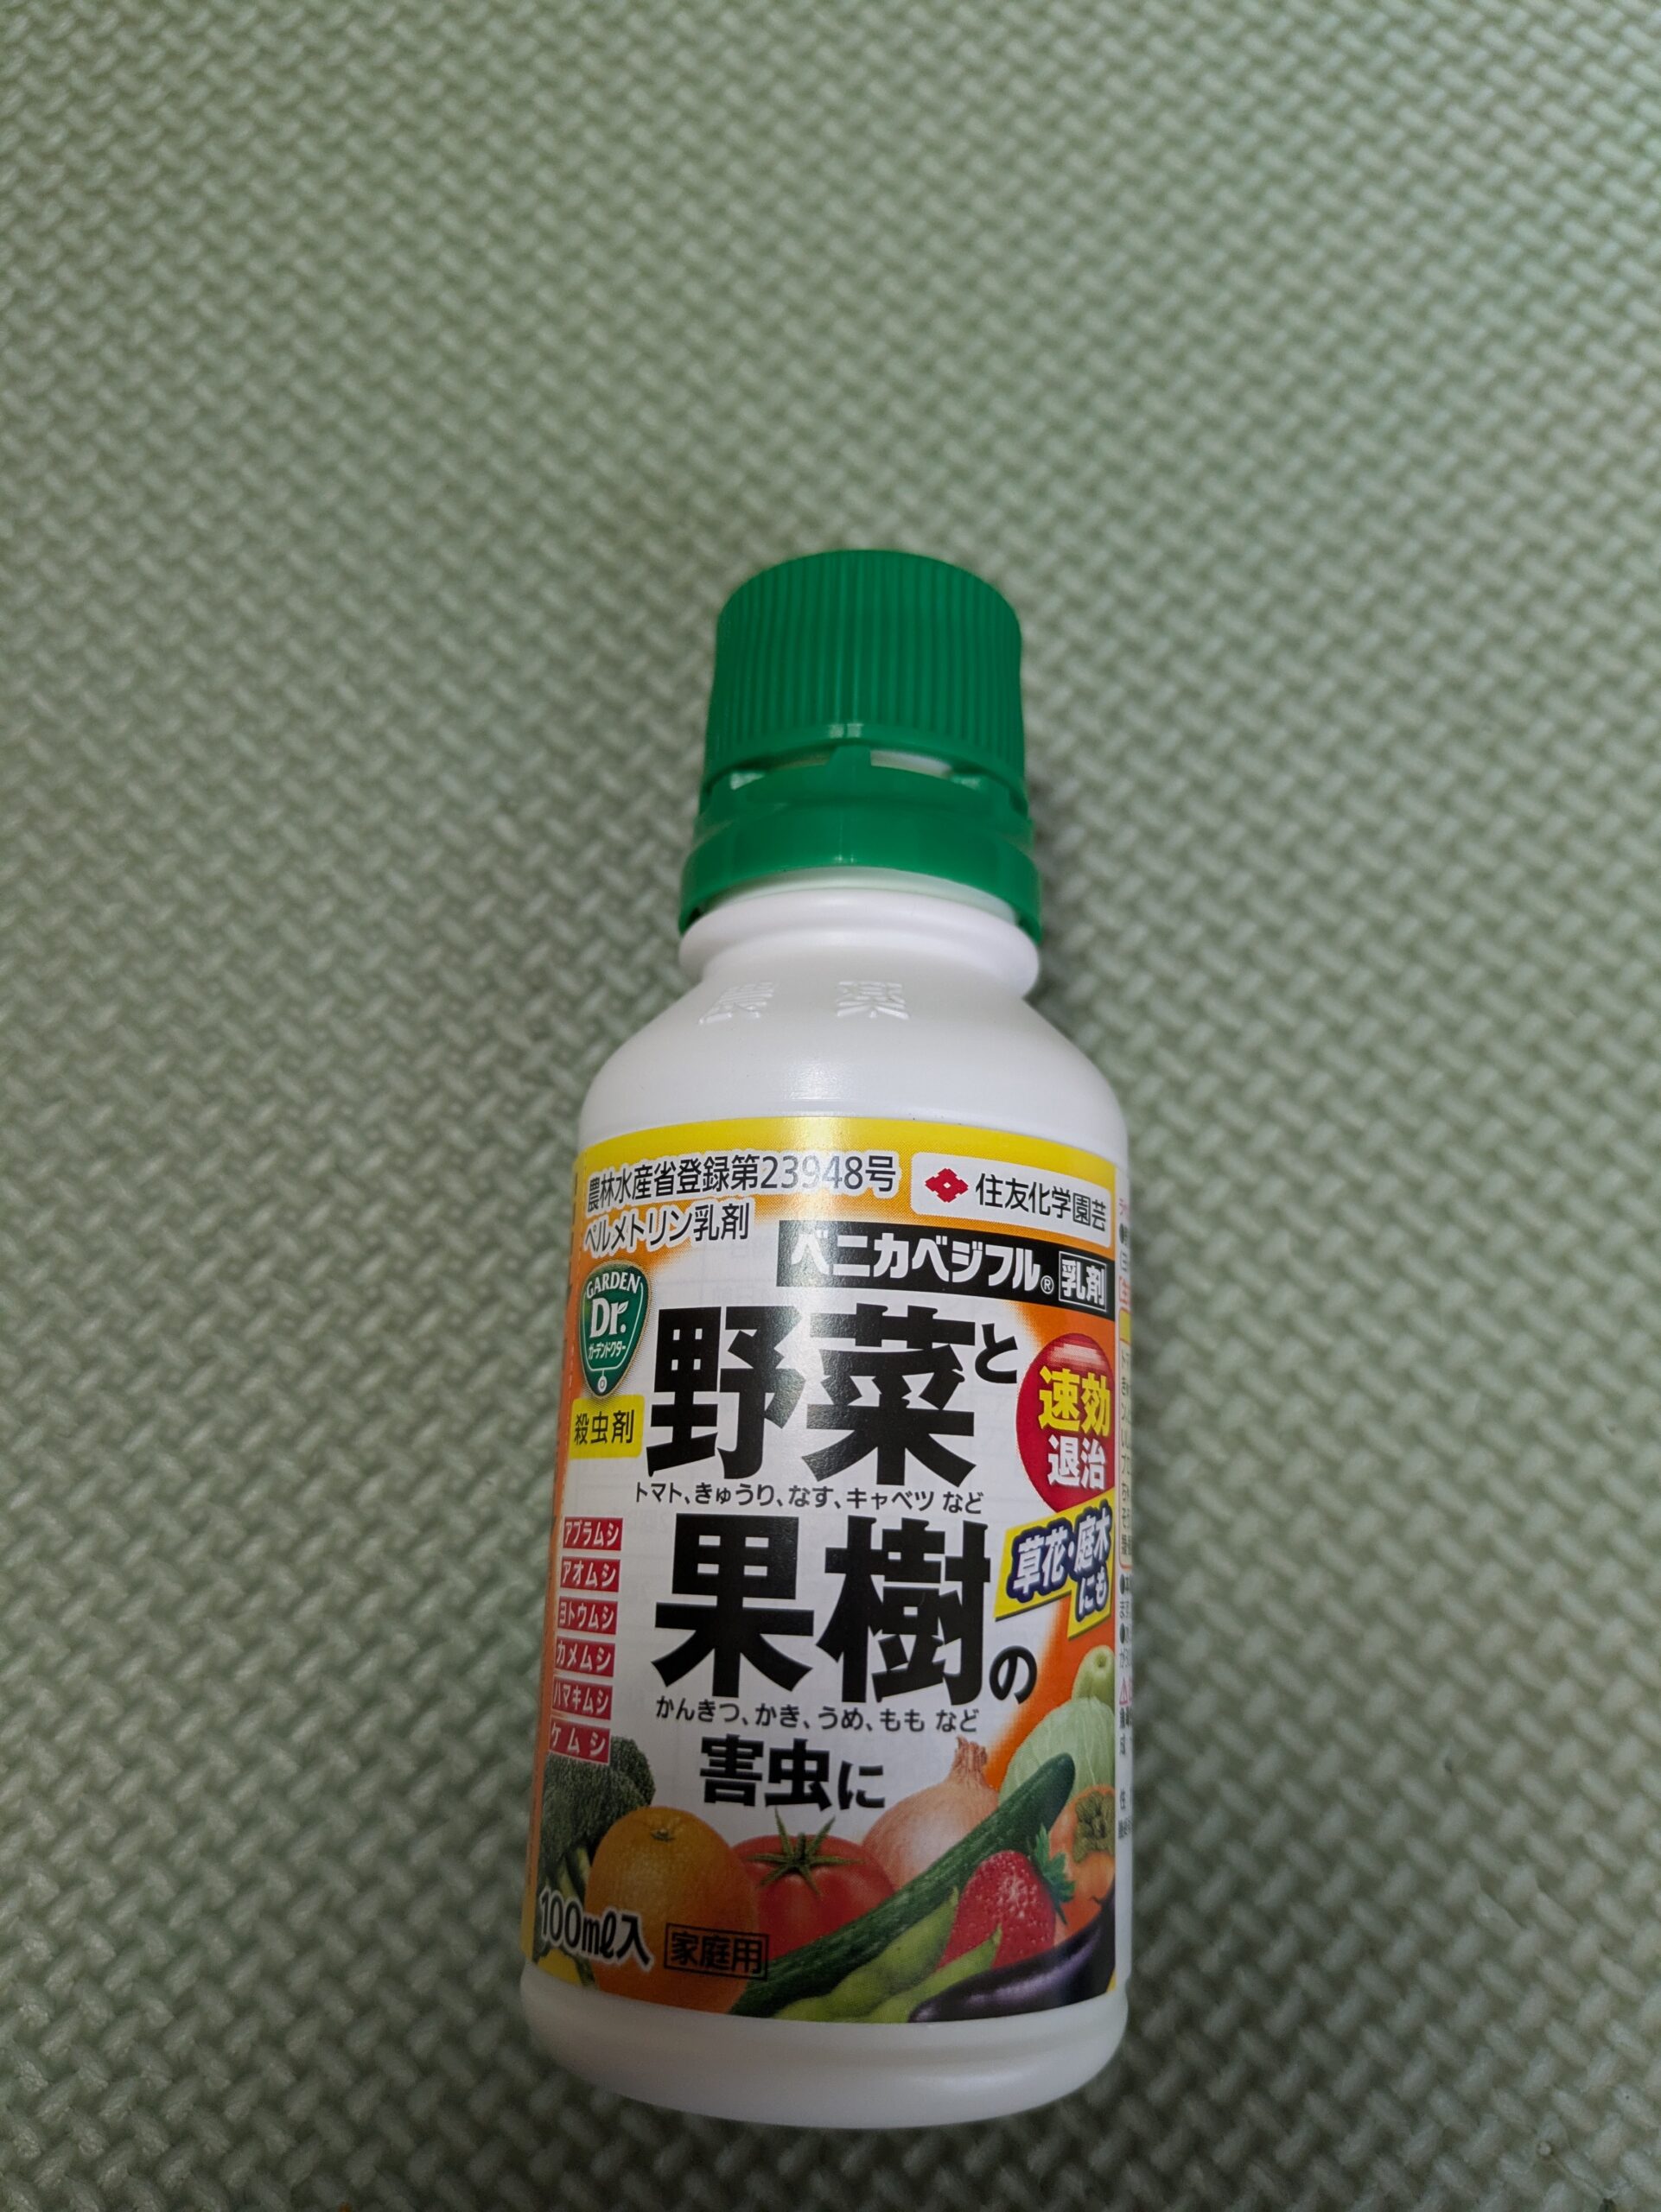 農薬
農林水産省登録第23948号
住友化学園芸
ペルメトリン乳剤
ベニカベジフル® 乳剤
GARDEN
Dr.
ガーデンドクター
殺虫剤
野菜と
トマト、きゅうり、なす、キャベツ など
速効
退治
果樹の
かんきつ、かき、うめ、もも など
草花・庭木
にも
害虫に
アブラムシ
アオムシ
ヨトウムシ
カメムシ
ハマキムシ
ケムシ
100mℓ入
家庭用